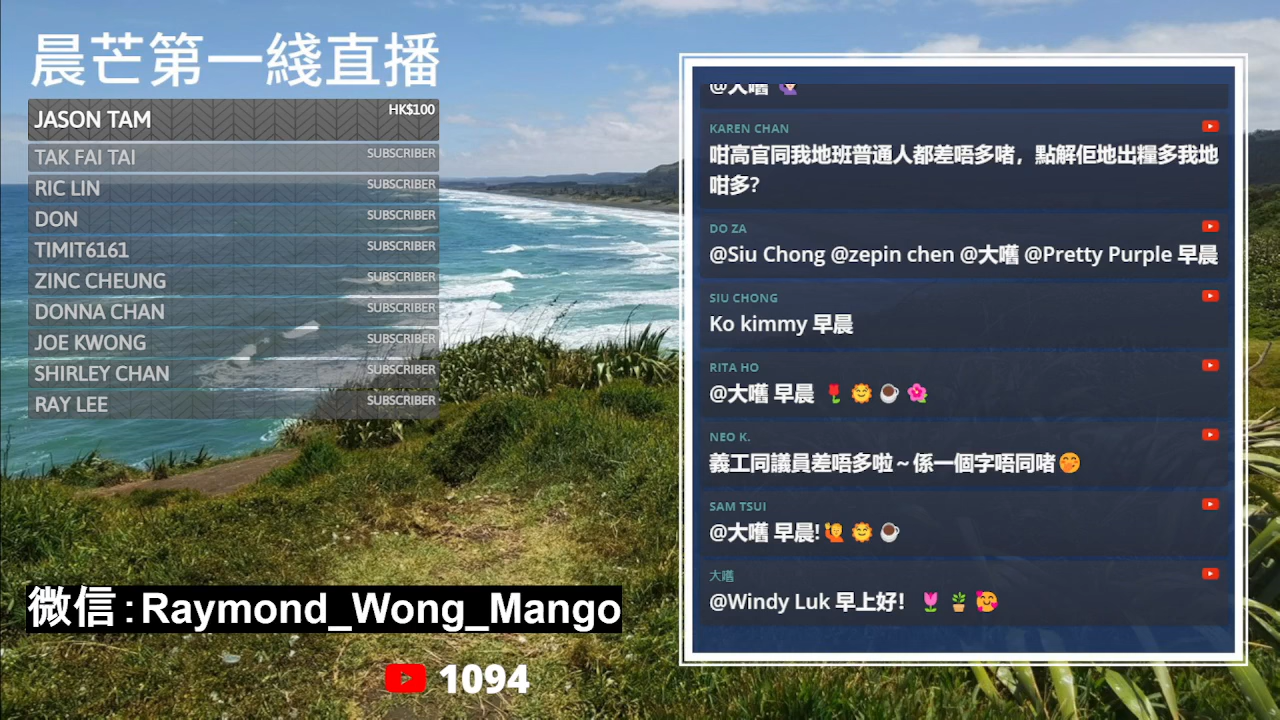 晨芒第一綫直播
JASON TAM HK$100
TAK FAI TAI SUBSCRIBER
RIC LIN SUBSCRIBER
DON SUBSCRIBER
TIMIT6161 SUBSCRIBER
ZINC CHEUNG SUBSCRIBER
DONNA CHAN SUBSCRIBER
JOE KWONG SUBSCRIBER
SHIRLEY CHAN SUBSCRIBER
RAY LEE SUBSCRIBER
微信:Raymond_Wong_Mango
1094
@大嚿
KAREN CHAN
咁高官同我地班普通人都差唔多啫，點解佢地出糧多我地
咁多?
DO ZA
@Siu Chong @zepin chen @大嚿 @Pretty Purple 早晨
SIU CHONG
Ko kimmy 早晨
RITA HO
@大嚿 早晨 🌷🌞☕🌺
NEO K.
義工同議員差唔多啦～係一個字唔同啫🤭
SAM TSUI
@大嚿 早晨!🙋🌞☕
大嚿
@Windy Luk 早上好！🌷🪴🥰